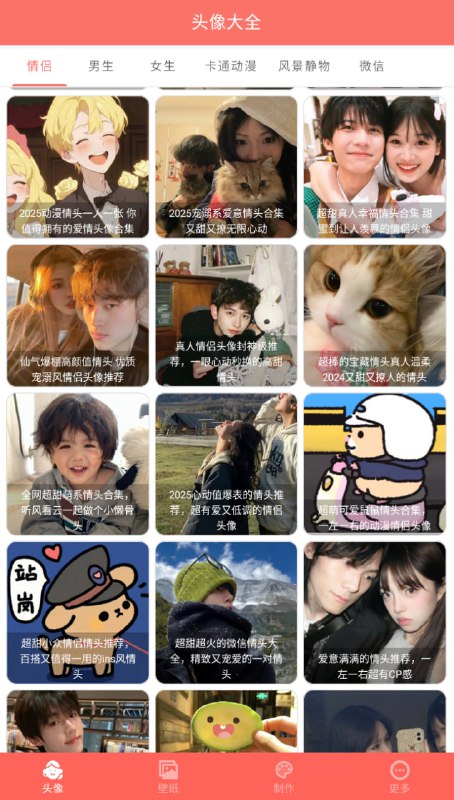 头像大全
情侣 男生 女生 卡通动漫 风景静物 微信
2025动漫情头一人一张 你
值得拥有的爱情头像合集
2025宠溺系爱意情头合集
又甜又撩无限心动
超甜真人幸福情头合集 甜
蜜到让人羡慕的情侣头像
仙气爆棚高颜值情头 优质
宠溺风情侣头像推荐
真人情侣头像封神级推
荐，一眼心动秒换的高甜
情头
超棒的宝藏情头真人温柔
2024又甜又撩人的情头
全网超甜萌系情头合集，
听风看云一起做个小懒骨
头
2025心动值爆表的情头推
荐，超有爱又低调的情侣
头像
超萌可爱鼠鼠情头合集，
一左一右的动漫情侣头像
站
岗
超甜小众情侣情头推荐，
百搭又值得一用的ins风情
头
超甜超火的微信情头大
全，精致又宠爱的一对情
头
爱意满满的情头推荐，一
左一右超有CP感
头像 壁纸 制作 更多